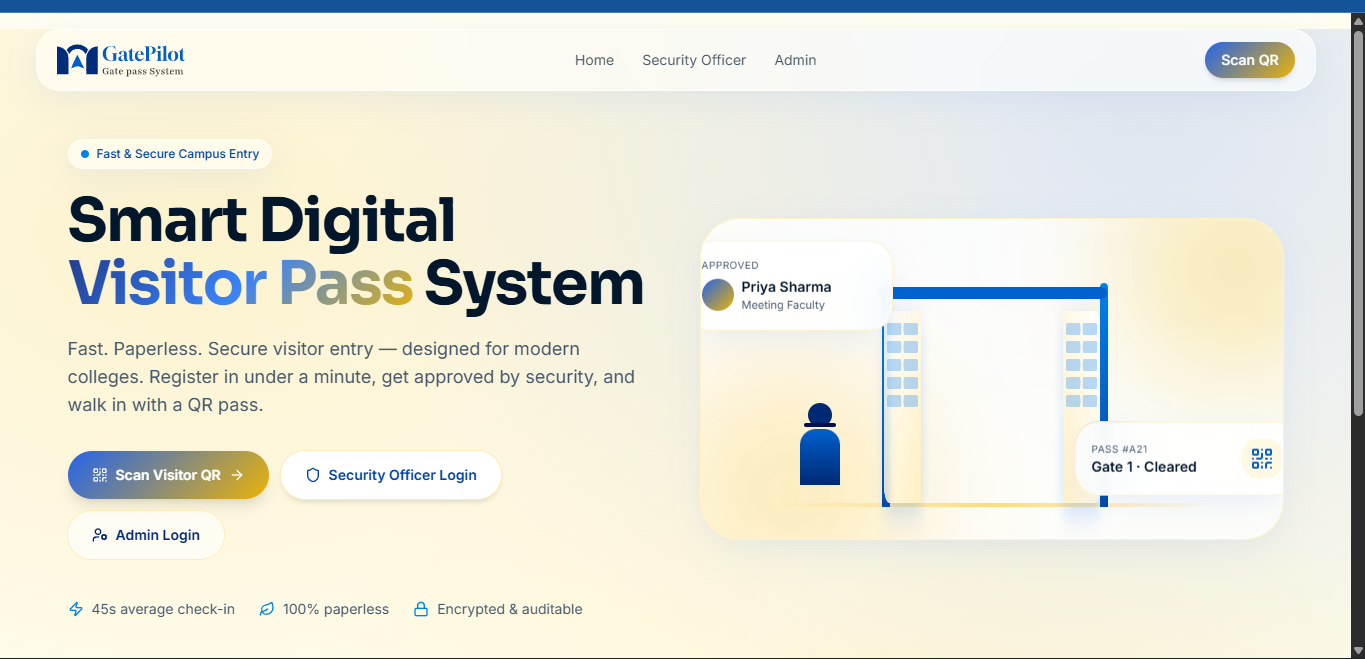 GatePilot
Gate pass System
Home
Security Officer
Admin
Scan QR
Fast & Secure Campus Entry
Smart Digital
Visitor Pass System
Fast. Paperless. Secure visitor entry — designed for modern
colleges. Register in under a minute, get approved by security, and
walk in with a QR pass.
Scan Visitor QR
Security Officer Login
Admin Login
45s average check-in
100% paperless
Encrypted & auditable
APPROVED
Priya Sharma
Meeting Faculty
PASS #A21
Gate 1 · Cleared